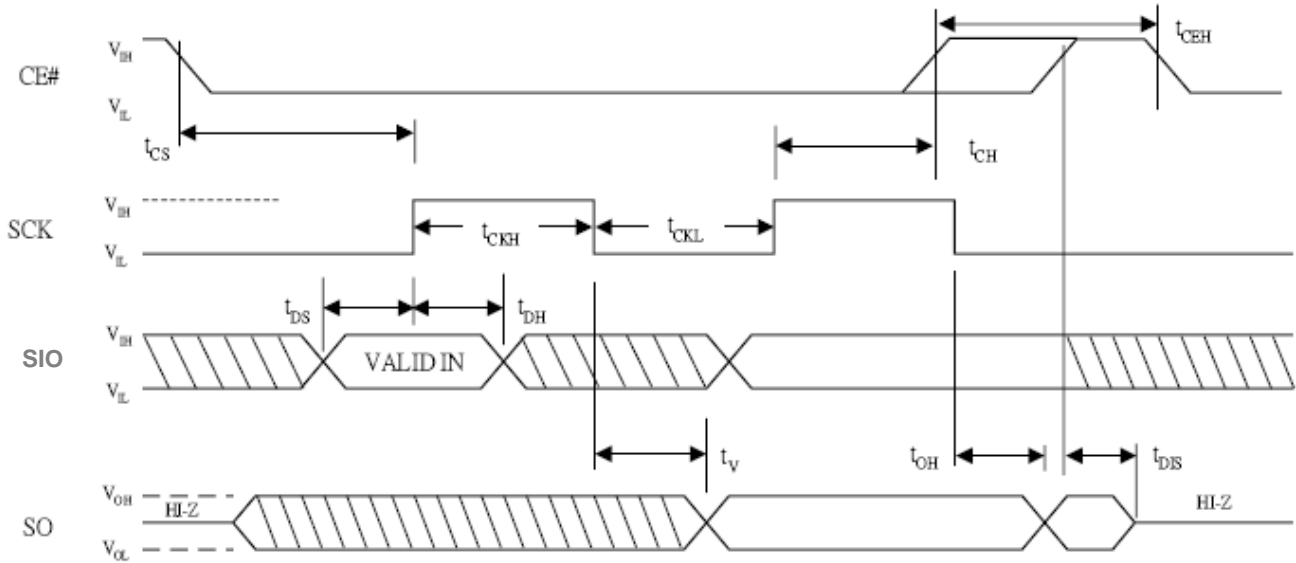 V_IH
CE#
V_IL
t_CEH
t_CS
t_CH
V_IH
SCK
V_IL
t_CKH
t_CKL
t_DS
t_DH
V_IH
SIO
V_IL
VALID IN
t_V
t_OH
t_DIS
V_OH
HI-Z
HI-Z
SO
V_OL